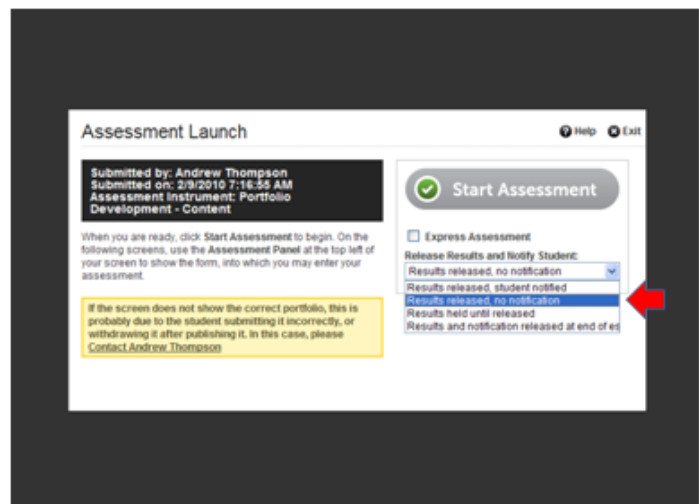 Assessment Launch
Help Exit
Submitted by: Andrew Thompson
Submitted on: 2/9/2010 7:16:55 AM
Assessment Instrument: Portfolio
Development - Content
When you are ready, click Start Assessment to begin. On the
following screens, use the Assessment Panel at the top left of
your screen to show the form, into which you may enter your
assessment.
If the screen does not show the correct portfolio, this is
probably due to the student submitting it incorrectly, or
withdrawing it after publishing it. In this case, please
Contact Andrew Thompson
Start Assessment
Express Assessment
Release Results and Notify Student:
Results released, no notification
Results released, student notified
Results released, no notification
Results held until released
Results and notification released at end of es